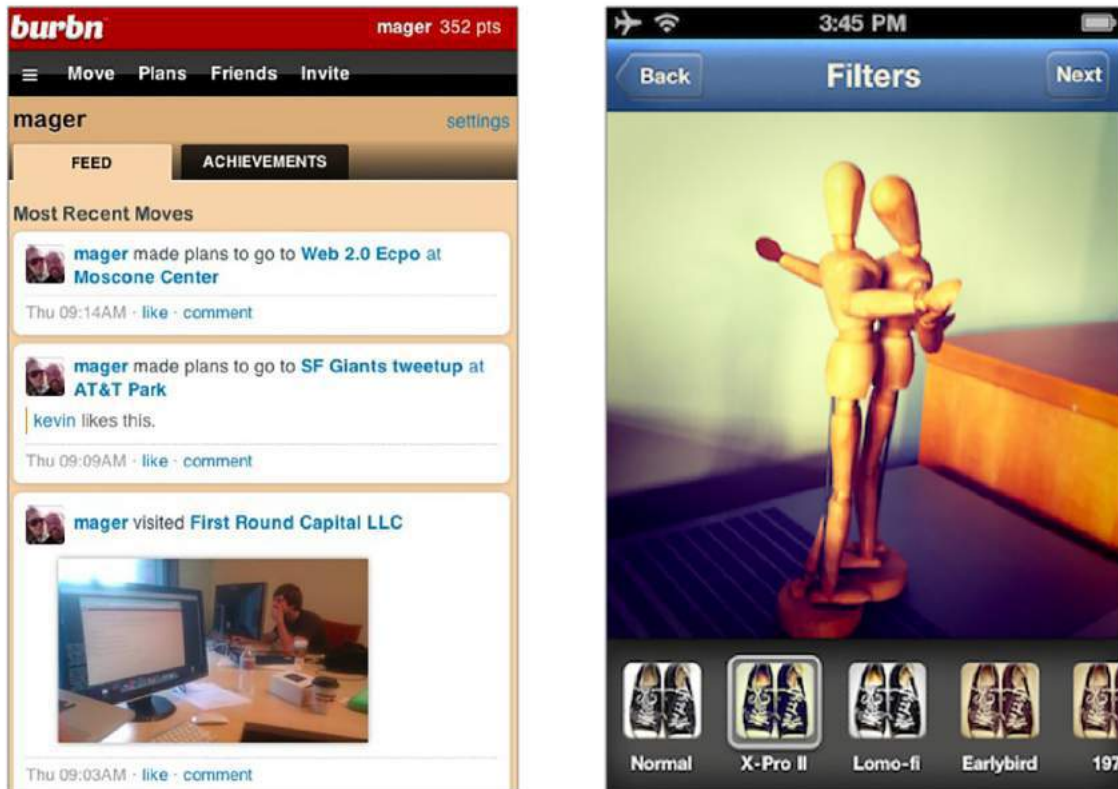 burbn
mager 352 pts
☰ Move Plans Friends Invite
mager settings
FEED ACHIEVEMENTS
Most Recent Moves
mager made plans to go to Web 2.0 Ecpo at
Moscone Center
Thu 09:14AM · like · comment
mager made plans to go to SF Giants tweetup at
AT&T Park
kevin likes this.
Thu 09:09AM · like · comment
mager visited First Round Capital LLC
Thu 09:03AM · like · comment
3:45 PM
Back Filters Next
Normal X-Pro II Lomo-fi Earlybird 197